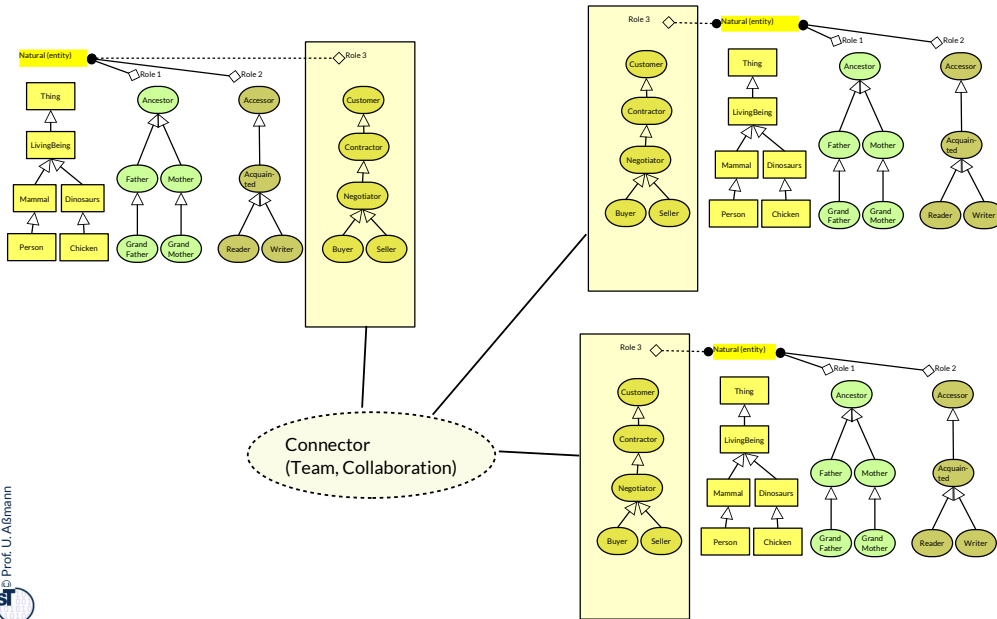 Natural (entity)
Role 3
Role 1
Role 2
Thing
Ancestor
Accessor
Customer
LivingBeing
Contractor
Father
Mother
Acquain-
ted
Mammal
Dinosaurs
Negotiator
Person
Chicken
Grand
Father
Grand
Mother
Reader
Writer
Buyer
Seller
Role 3
Natural (entity)
Role 1
Role 2
Customer
Thing
Ancestor
Accessor
Contractor
LivingBeing
Father
Mother
Acquain-
ted
Negotiator
Mammal
Dinosaurs
Buyer
Seller
Person
Chicken
Grand
Father
Grand
Mother
Reader
Writer
Role 3
Natural (entity)
Role 1
Role 2
Customer
Thing
Ancestor
Accessor
Contractor
LivingBeing
Father
Mother
Acquain-
ted
Negotiator
Mammal
Dinosaurs
Buyer
Seller
Person
Chicken
Grand
Father
Grand
Mother
Reader
Writer
Connector
(Team, Collaboration)
© Prof. U. Aßmann